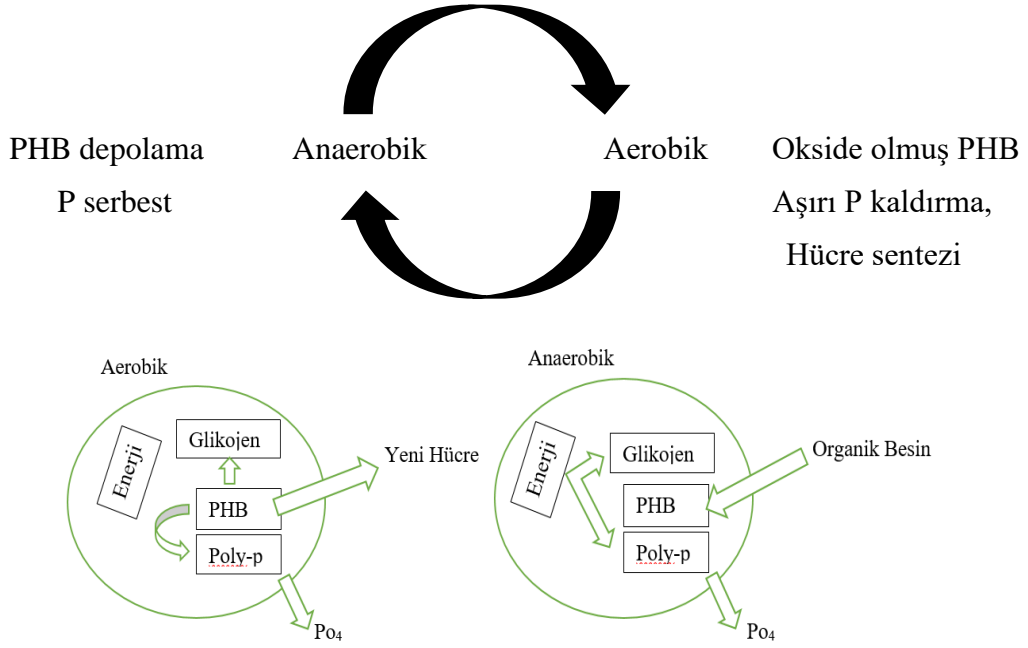 PHB depolama Anaerobik Aerobik Okside olmuş PHB
P serbest Aşırı P kaldırma,
Hücre sentezi
Aerobik
Enerji
Glikojen
PHB
Poly-p
Yeni Hücre
Po₄
Anaerobik
Enerji
Glikojen
PHB
Poly-p
Organik Besin
Po₄